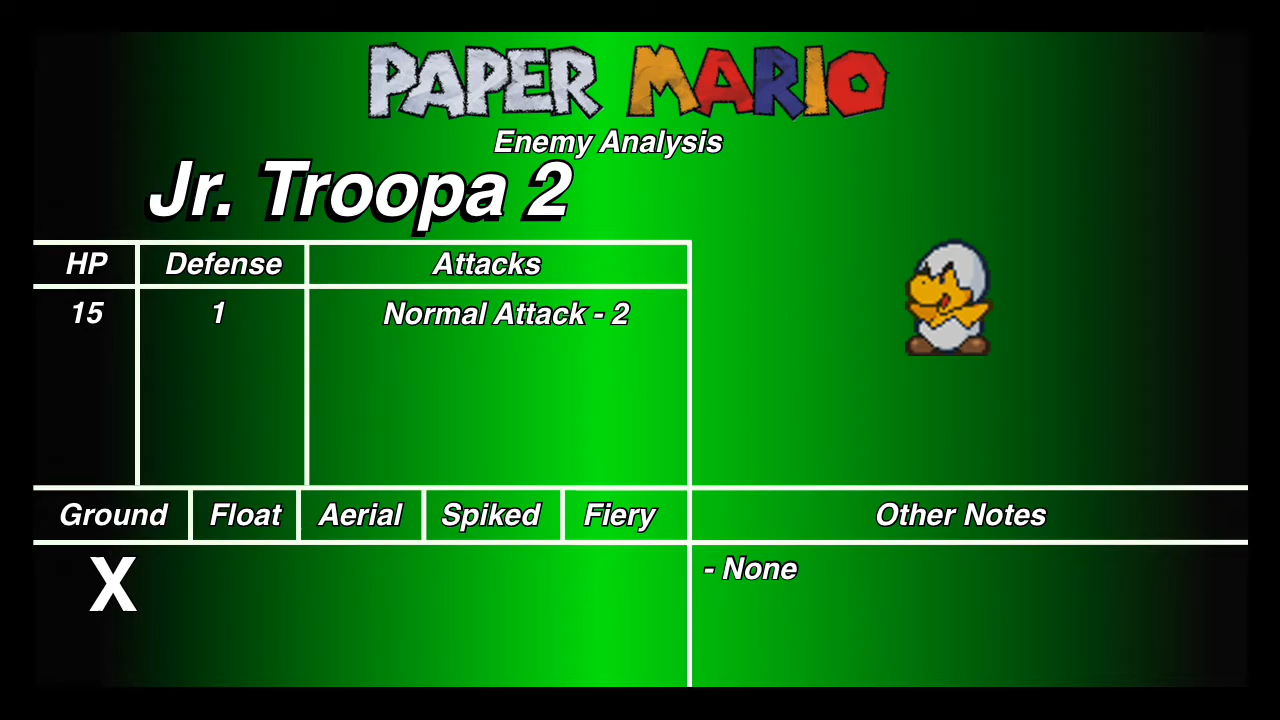 PAPER MARIO
Enemy Analysis
Jr. Troopa 2
HP Defense Attacks
15 1 Normal Attack - 2
Ground Float Aerial Spiked Fiery Other Notes
X - None